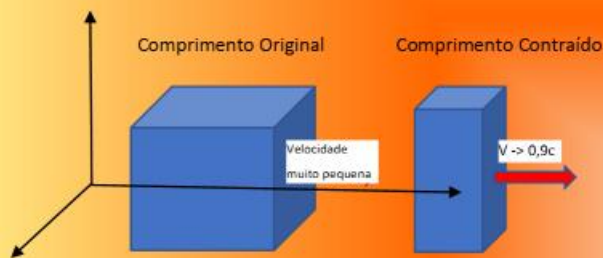 Comprimento Original
Comprimento Contraído
Velocidade
muito pequena
V -> 0,9c